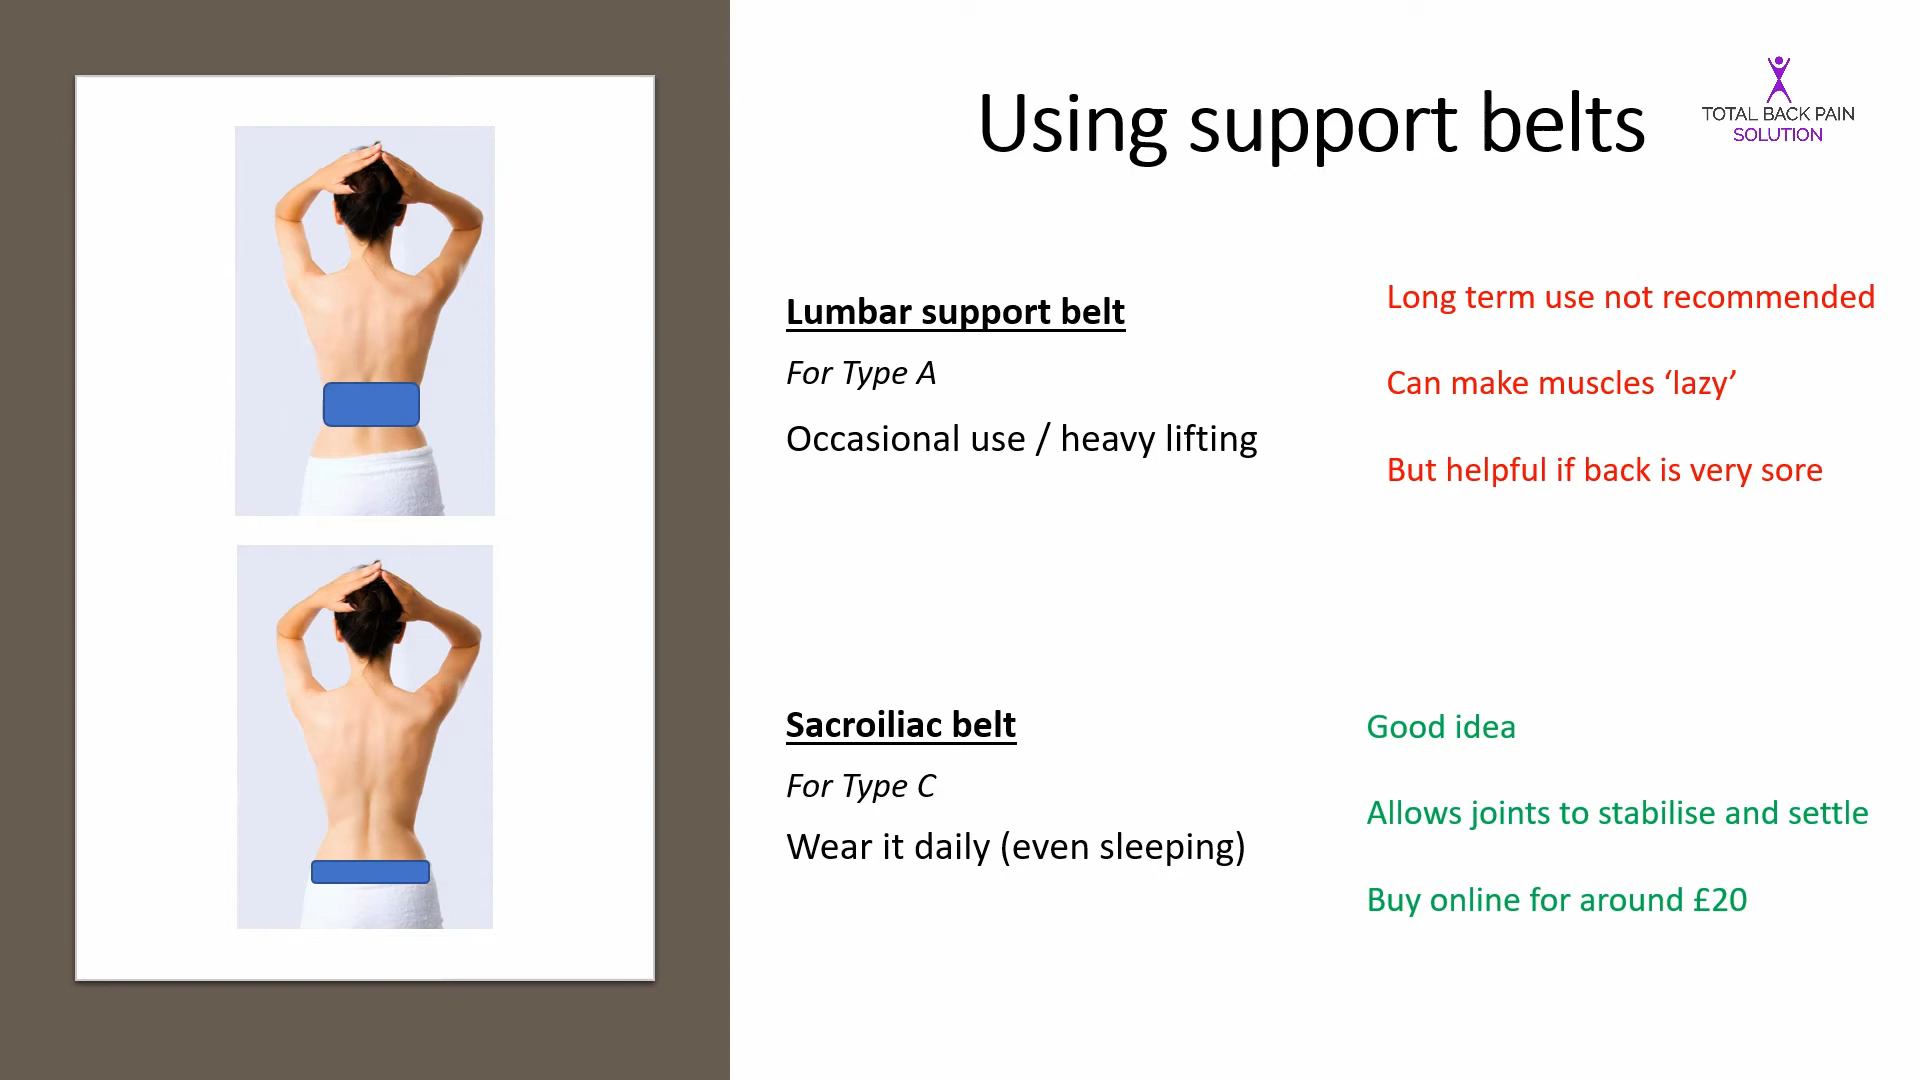 Using support belts
TOTAL BACK PAIN
SOLUTION
Lumbar support belt
For Type A
Occasional use / heavy lifting
Long term use not recommended
Can make muscles ‘lazy’
But helpful if back is very sore
Sacroiliac belt
For Type C
Wear it daily (even sleeping)
Good idea
Allows joints to stabilise and settle
Buy online for around £20